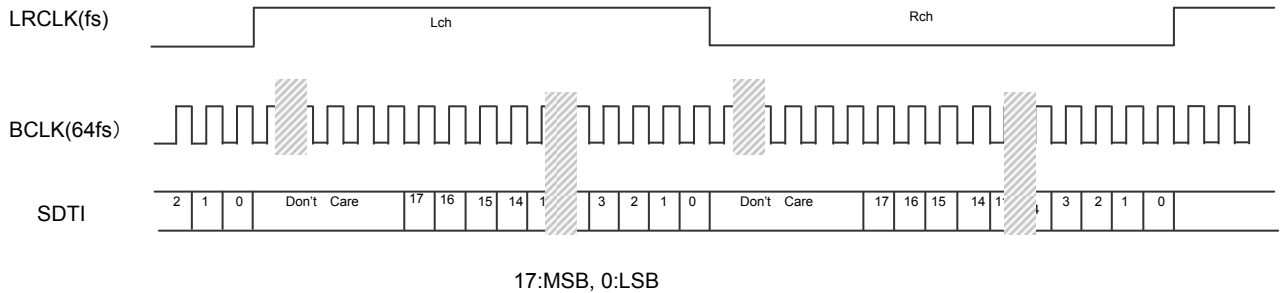 LRCLK(fs) Lch Rch
BCLK(64fs）
SDTI 2 1 0 Don't Care 17 16 15 14 3 2 1 0 Don't Care 17 16 15 14 3 2 1 0
17:MSB, 0:LSB